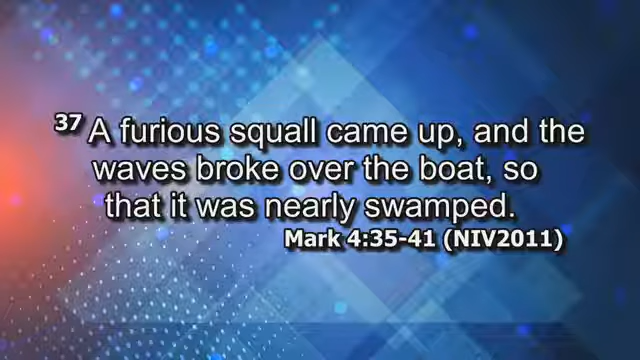 37 A furious squall came up, and the
waves broke over the boat, so
that it was nearly swamped.
Mark 4:35-41 (NIV2011)